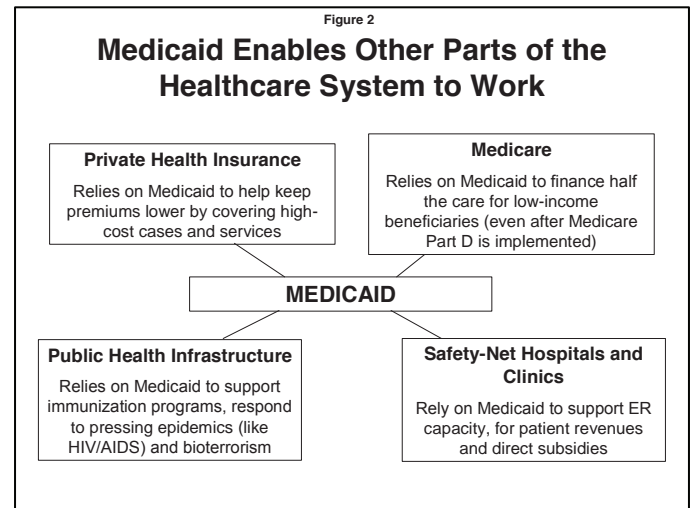 Figure 2
Medicaid Enables Other Parts of the
Healthcare System to Work
Private Health Insurance
Relies on Medicaid to help keep
premiums lower by covering high-
cost cases and services
Medicare
Relies on Medicaid to finance half
the care for low-income
beneficiaries (even after Medicare
Part D is implemented)
MEDICAID
Public Health Infrastructure
Relies on Medicaid to support
immunization programs, respond
to pressing epidemics (like
HIV/AIDS) and bioterrorism
Safety-Net Hospitals and
Clinics
Rely on Medicaid to support ER
capacity, for patient revenues
and direct subsidies